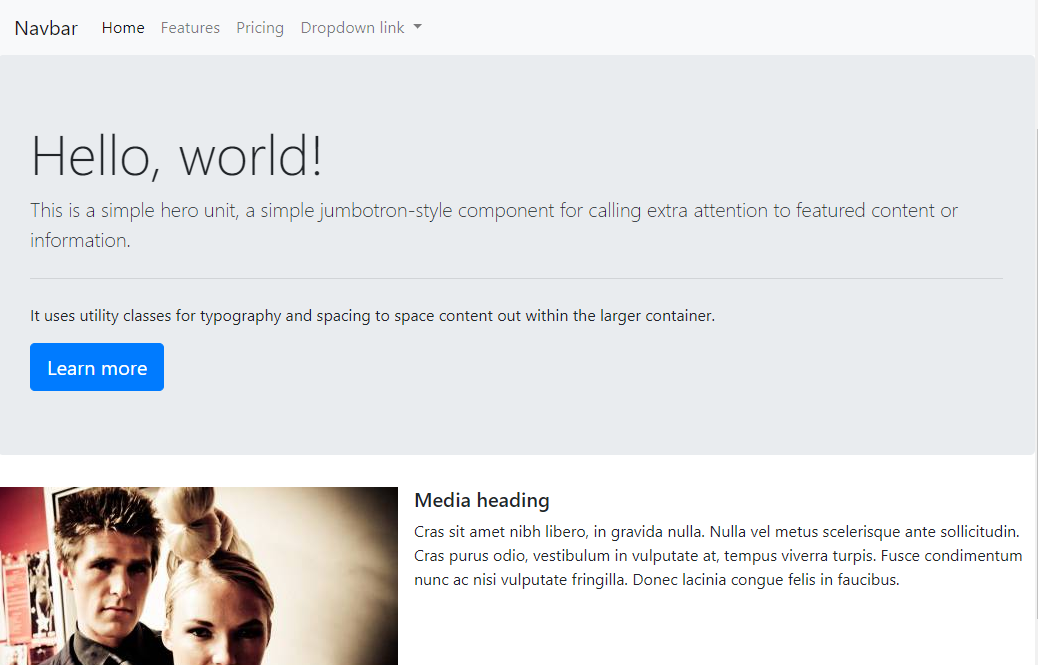 Navbar Home Features Pricing Dropdown link
Hello, world!
This is a simple hero unit, a simple jumbotron-style component for calling extra attention to featured content or
information.
It uses utility classes for typography and spacing to space content out within the larger container.
Learn more
Media heading
Cras sit amet nibh libero, in gravida nulla. Nulla vel metus scelerisque ante sollicitudin.
Cras purus odio, vestibulum in vulputate at, tempus viverra turpis. Fusce condimentum
nunc ac nisi vulputate fringilla. Donec lacinia congue felis in faucibus.